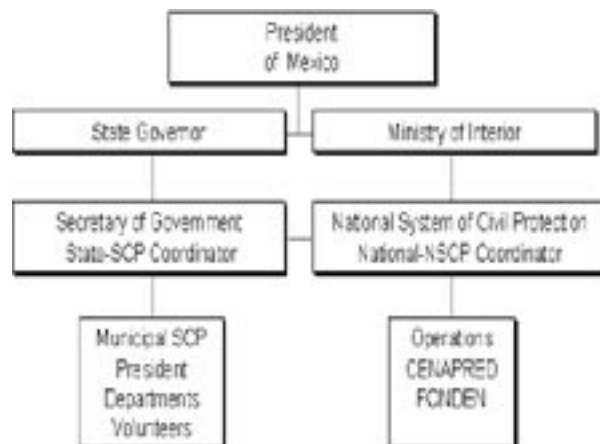 President
of Mexico
State Governor
Ministry of Interior
Secretary of Government
State-SCP Coordinator
National System of Civil Protection
National-NSCP Coordinator
Municipal SCP
President
Departments
Volunteers
Operations
CENAPRED
FONDEN